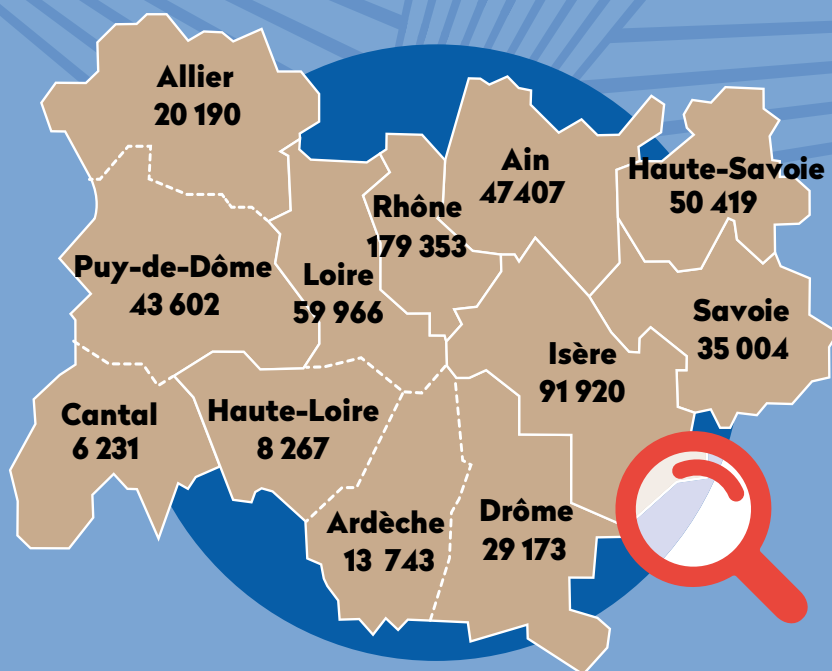 Allier
20 190
Ain
47407
Haute-Savoie
50 419
Rhône
179 353
Puy-de-Dôme
43 602
Loire
59 966
Savoie
35 004
Isère
91 920
Cantal
6 231
Haute-Loire
8 267
Ardèche
13 743
Drôme
29 173